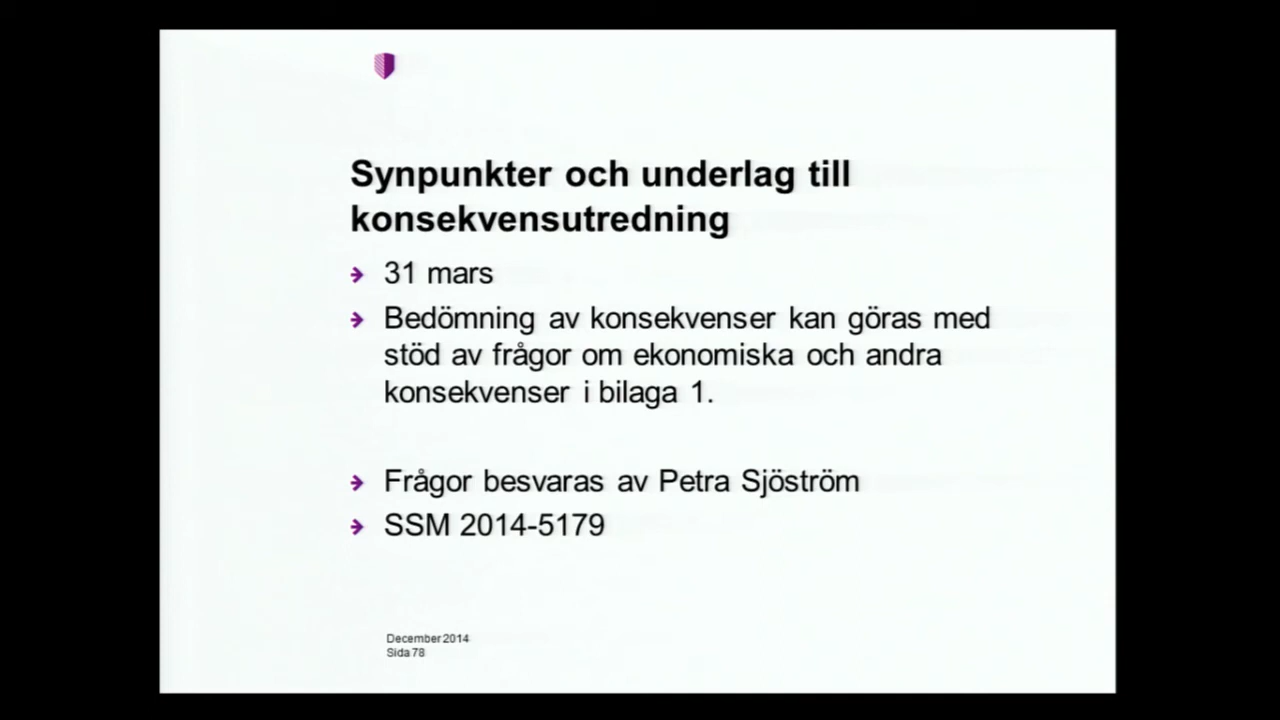 Synpunkter och underlag till
konsekvensutredning
31 mars
Bedömning av konsekvenser kan göras med
stöd av frågor om ekonomiska och andra
konsekvenser i bilaga 1.
Frågor besvaras av Petra Sjöström
SSM 2014-5179
December 2014
Sida 78